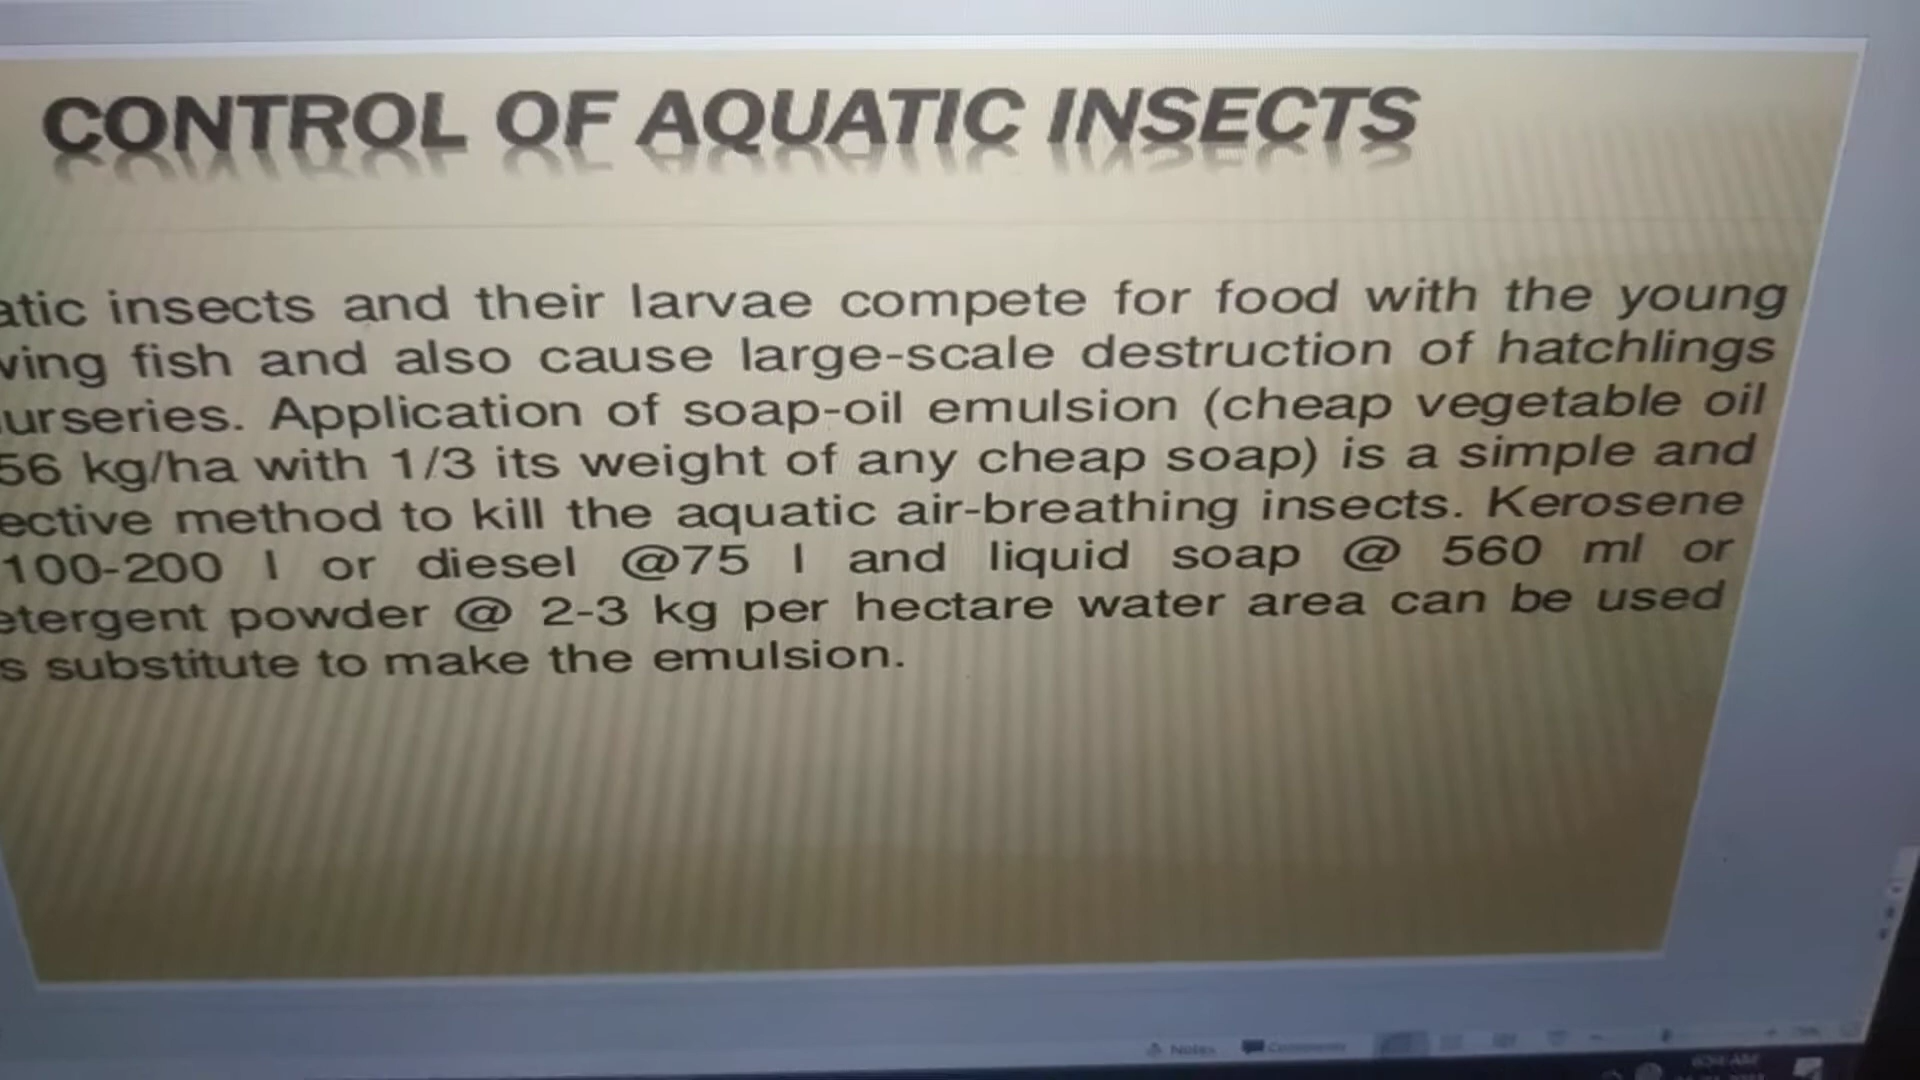 CONTROL OF AQUATIC INSECTS
atic insects and their larvae compete for food with the young
ving fish and also cause large-scale destruction of hatchlings
urseries. Application of soap-oil emulsion (cheap vegetable oil
56 kg/ha with 1/3 its weight of any cheap soap) is a simple and
ective method to kill the aquatic air-breathing insects. Kerosene
100-200 l or diesel @75 l and liquid soap @ 560 ml or
etergent powder @ 2-3 kg per hectare water area can be used
s substitute to make the emulsion.
Notes Comments